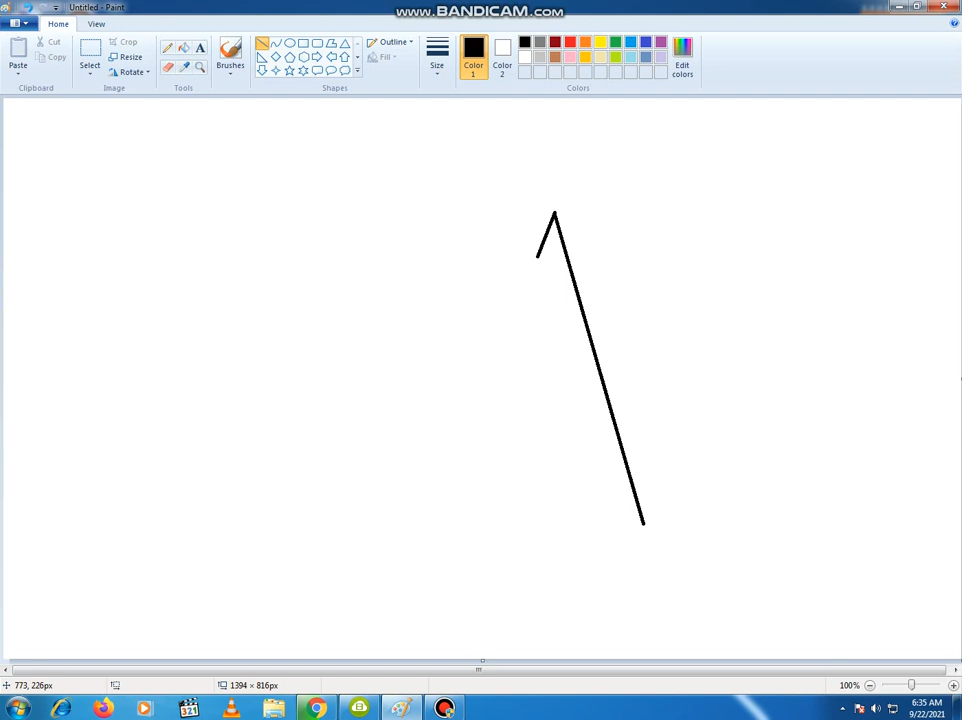 Untitled - Paint
www.BANDICAM.com
Home
View
Paste
Cut
Copy
Clipboard
Select
Crop
Resize
Rotate
Image
A
Tools
Brushes
Shapes
Outline
Fill
Size
Color 1
Color 2
Colors
Edit colors
773, 226px
1394 × 816px
100%
321
6:35 AM
9/22/2021